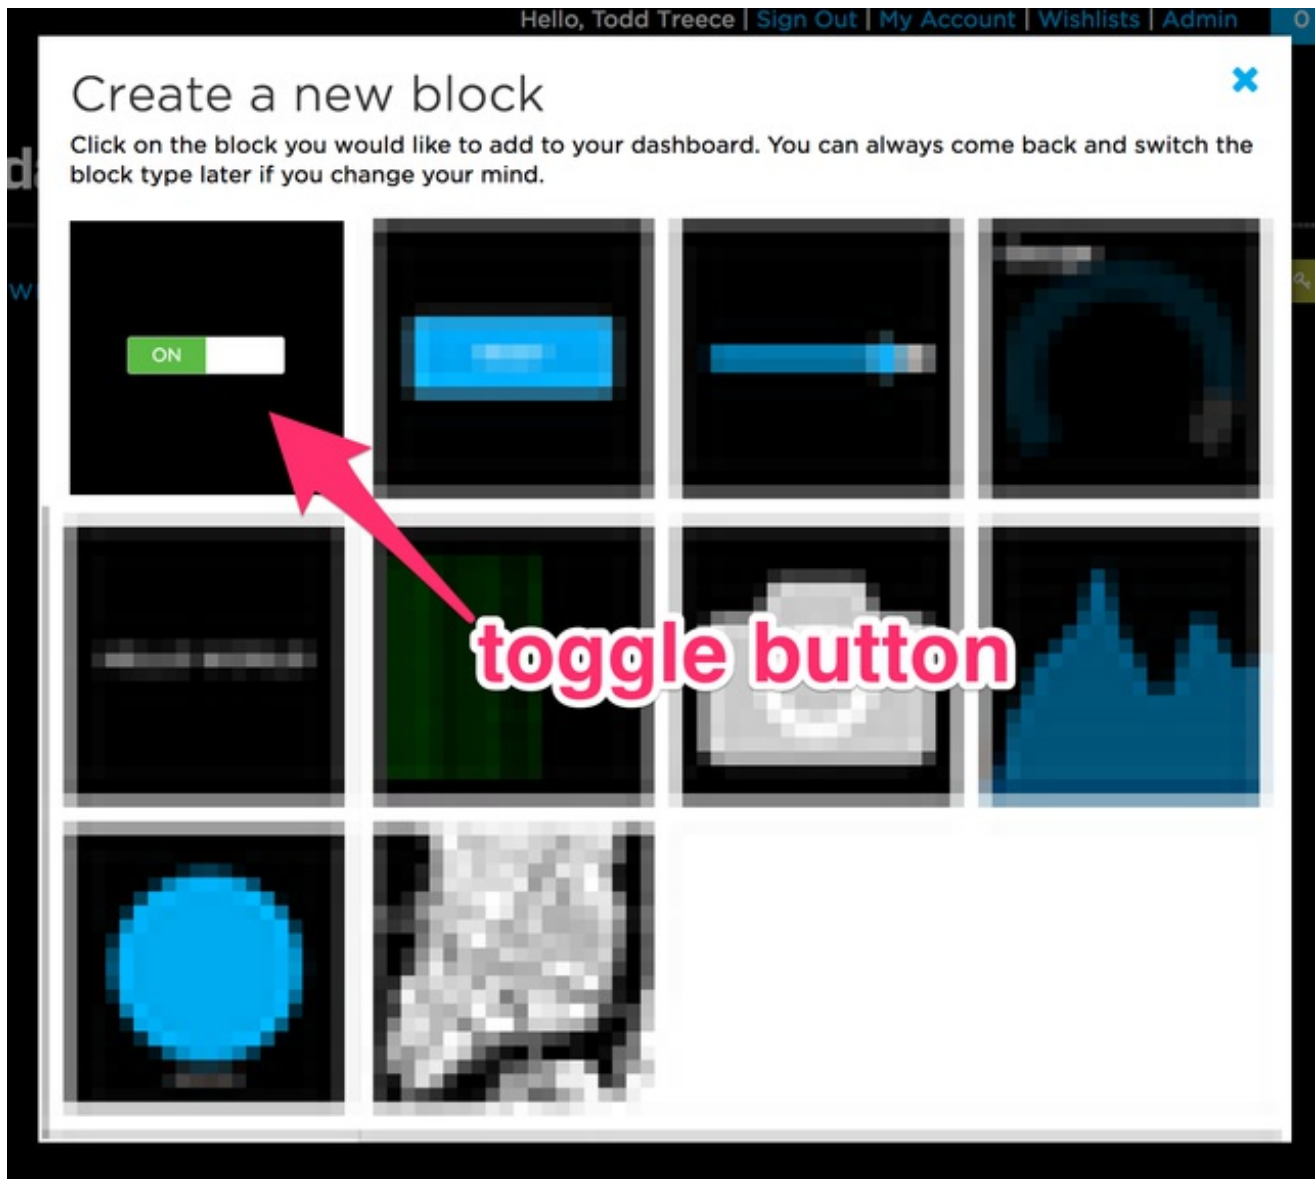 Hello, Todd Treece | Sign Out | My Account | Wishlists | Admin 0
Create a new block
Click on the block you would like to add to your dashboard. You can always come back and switch the
block type later if you change your mind.
ON
toggle button